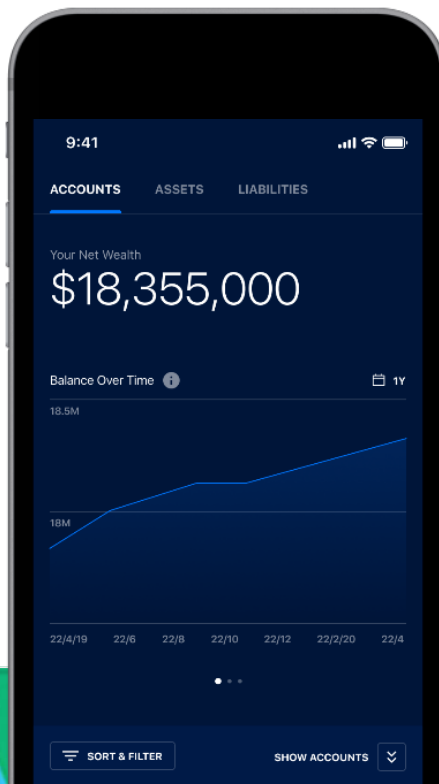 9:41
ACCOUNTS ASSETS LIABILITIES
Your Net Wealth
$18,355,000
Balance Over Time i 1Y
18.5M
18M
22/4/19 22/6 22/8 22/10 22/12 22/2/20 22/4
SORT & FILTER SHOW ACCOUNTS